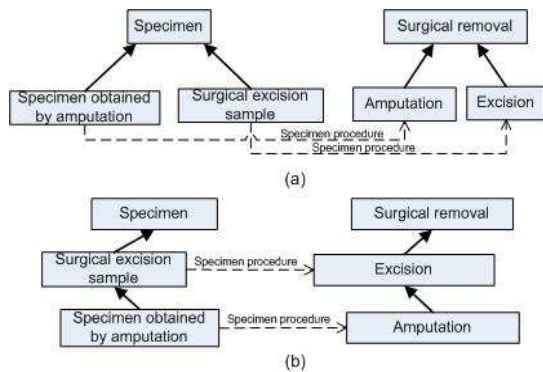 Specimen
Surgical removal
Specimen obtained
by amputation
Surgical excision
sample
Amputation
Excision
Specimen procedure
Specimen procedure
(a)
Specimen
Surgical removal
Surgical excision
sample
Specimen procedure
Excision
Specimen obtained
by amputation
Specimen procedure
Amputation
(b)